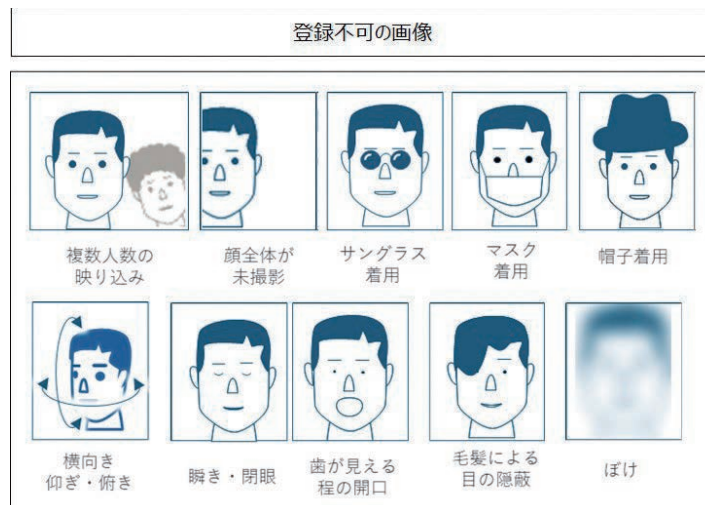 登録不可の画像
複数人数の
映り込み
顔全体が
未撮影
サングラス
着用
マスク
着用
帽子着用
横向き
仰ぎ・俯き
瞬き・閉眼
歯が見える
程の開口
毛髪による
目の隠蔽
ぼけ